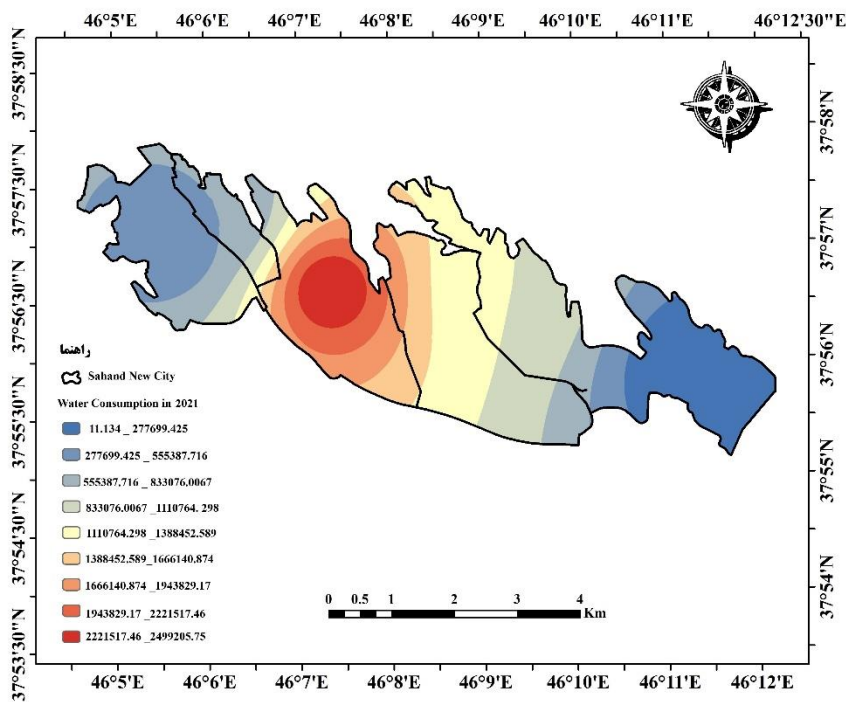 46°5'E 46°6'E 46°7'E 46°8'E 46°9'E 46°10'E 46°11'E 46°12'E 46°12'30"E
37°58'30"N
37°57'30"N
37°56'30"N
37°55'30"N
37°54'30"N
37°53'30"N
37°58'N
37°57'N
37°56'N
37°55'N
37°54'N
راهنما
Sahand New City
Water Consumption in 2021
11.134 _ 277699.425
277699.425 _ 555387.716
555387.716 _ 833076.0067
833076.0067 _1110764. 298
1110764.298 _1388452.589
1388452.589 _1666140.874
1666140.874 _1943829.17
1943829.17 _2221517.46
2221517.46 _2499205.75
0 0.5 1 2 3 4
Km
46°5'E 46°6'E 46°7'E 46°8'E 46°9'E 46°10'E 46°11'E 46°12'E